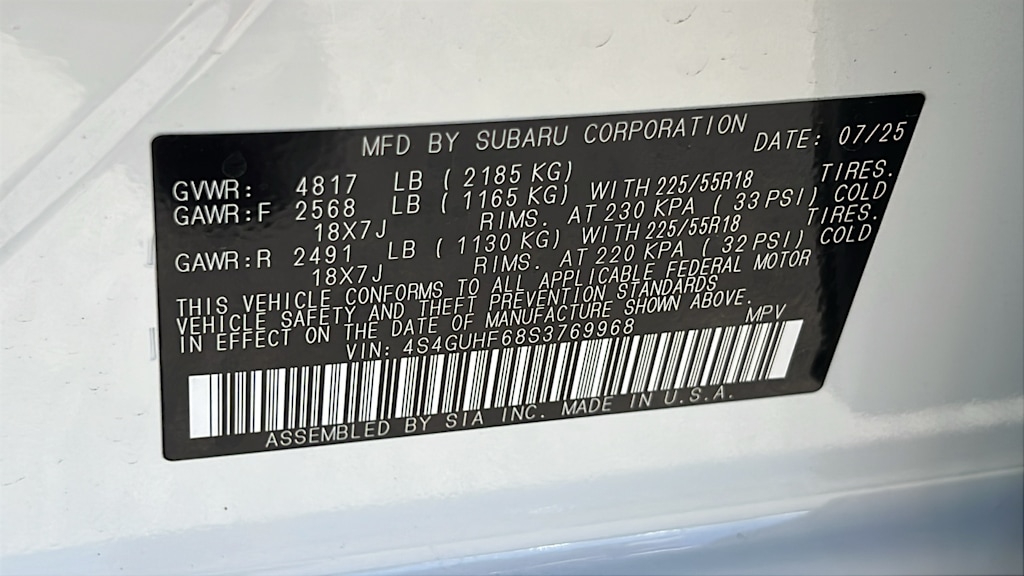 MFD BY SUBARU CORPORATION DATE: 07/25
GVWR: 4817 LB ( 2185 KG)
GAWR:F 2568 LB ( 1165 KG) WITH 225/55R18 TIRES.
18X7J RIMS. AT 230 KPA ( 33 PSI) COLD
GAWR:R 2491 LB ( 1130 KG) WITH 225/55R18 TIRES.
18X7J RIMS. AT 220 KPA ( 32 PSI) COLD
THIS VEHICLE CONFORMS TO ALL APPLICABLE FEDERAL MOTOR
VEHICLE SAFETY AND THEFT PREVENTION STANDARDS
IN EFFECT ON THE DATE OF MANUFACTURE SHOWN ABOVE.
VIN: 4S4GUHF68S3769968 MPV
ASSEMBLED BY SIA INC. MADE IN U.S.A.